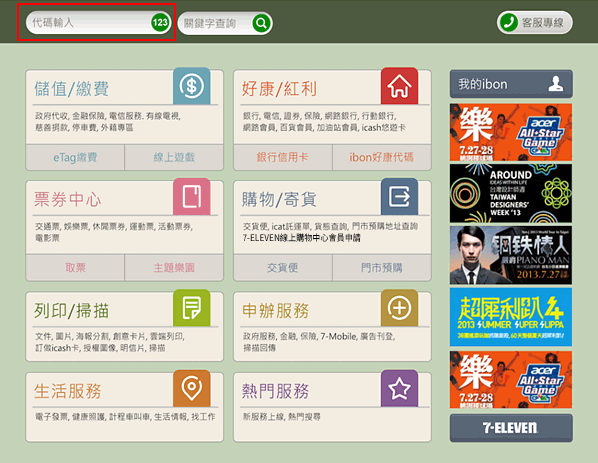 代碼輸入 123
關鍵字查詢
客服專線
儲值/繳費
政府代收, 金融保險, 電信服務, 有線電視,
慈善捐款, 停車費, 外籍專區
eTag繳費
線上遊戲
好康/紅利
銀行, 電信, 證券, 保險, 網路銀行, 行動銀行,
網路會員, 百貨會員, 加油站會員, icash悠遊卡
銀行信用卡
ibon好康代碼
票券中心
交通票, 娛樂票, 休閒票券, 運動票, 活動票券,
電影票
取票
主題樂園
購物/寄貨
交貨便, icat託運單, 貨態查詢, 門市預購地址查詢
7-ELEVEN線上購物中心會員申請
交貨便
門市預購
列印/掃描
文件, 圖片, 海報分割, 創意卡片, 雲端列印,
訂做icash卡, 授權圖像, 明信片, 掃描
申辦服務
政府服務, 金融, 保險, 7-Mobile, 廣告刊登,
掃描回傳
生活服務
電子發票, 健康照護, 計程車叫車, 生活情報, 找工作
熱門服務
新服務上線, 熱門搜尋
我的ibon
樂
7.27-28
acer
All-Star
Game
AROUND
IDEAS WITHIN LIFE
台灣設計師週
TAIWAN
DESIGNERS'
WEEK '13
鋼鐵樵人
PIANO MAN
2013.7.27
超犀利趴4
2013 SUMMER SUPER SLIPPA
樂
7.27-28
acer
All-Star
Game
7-ELEVEN